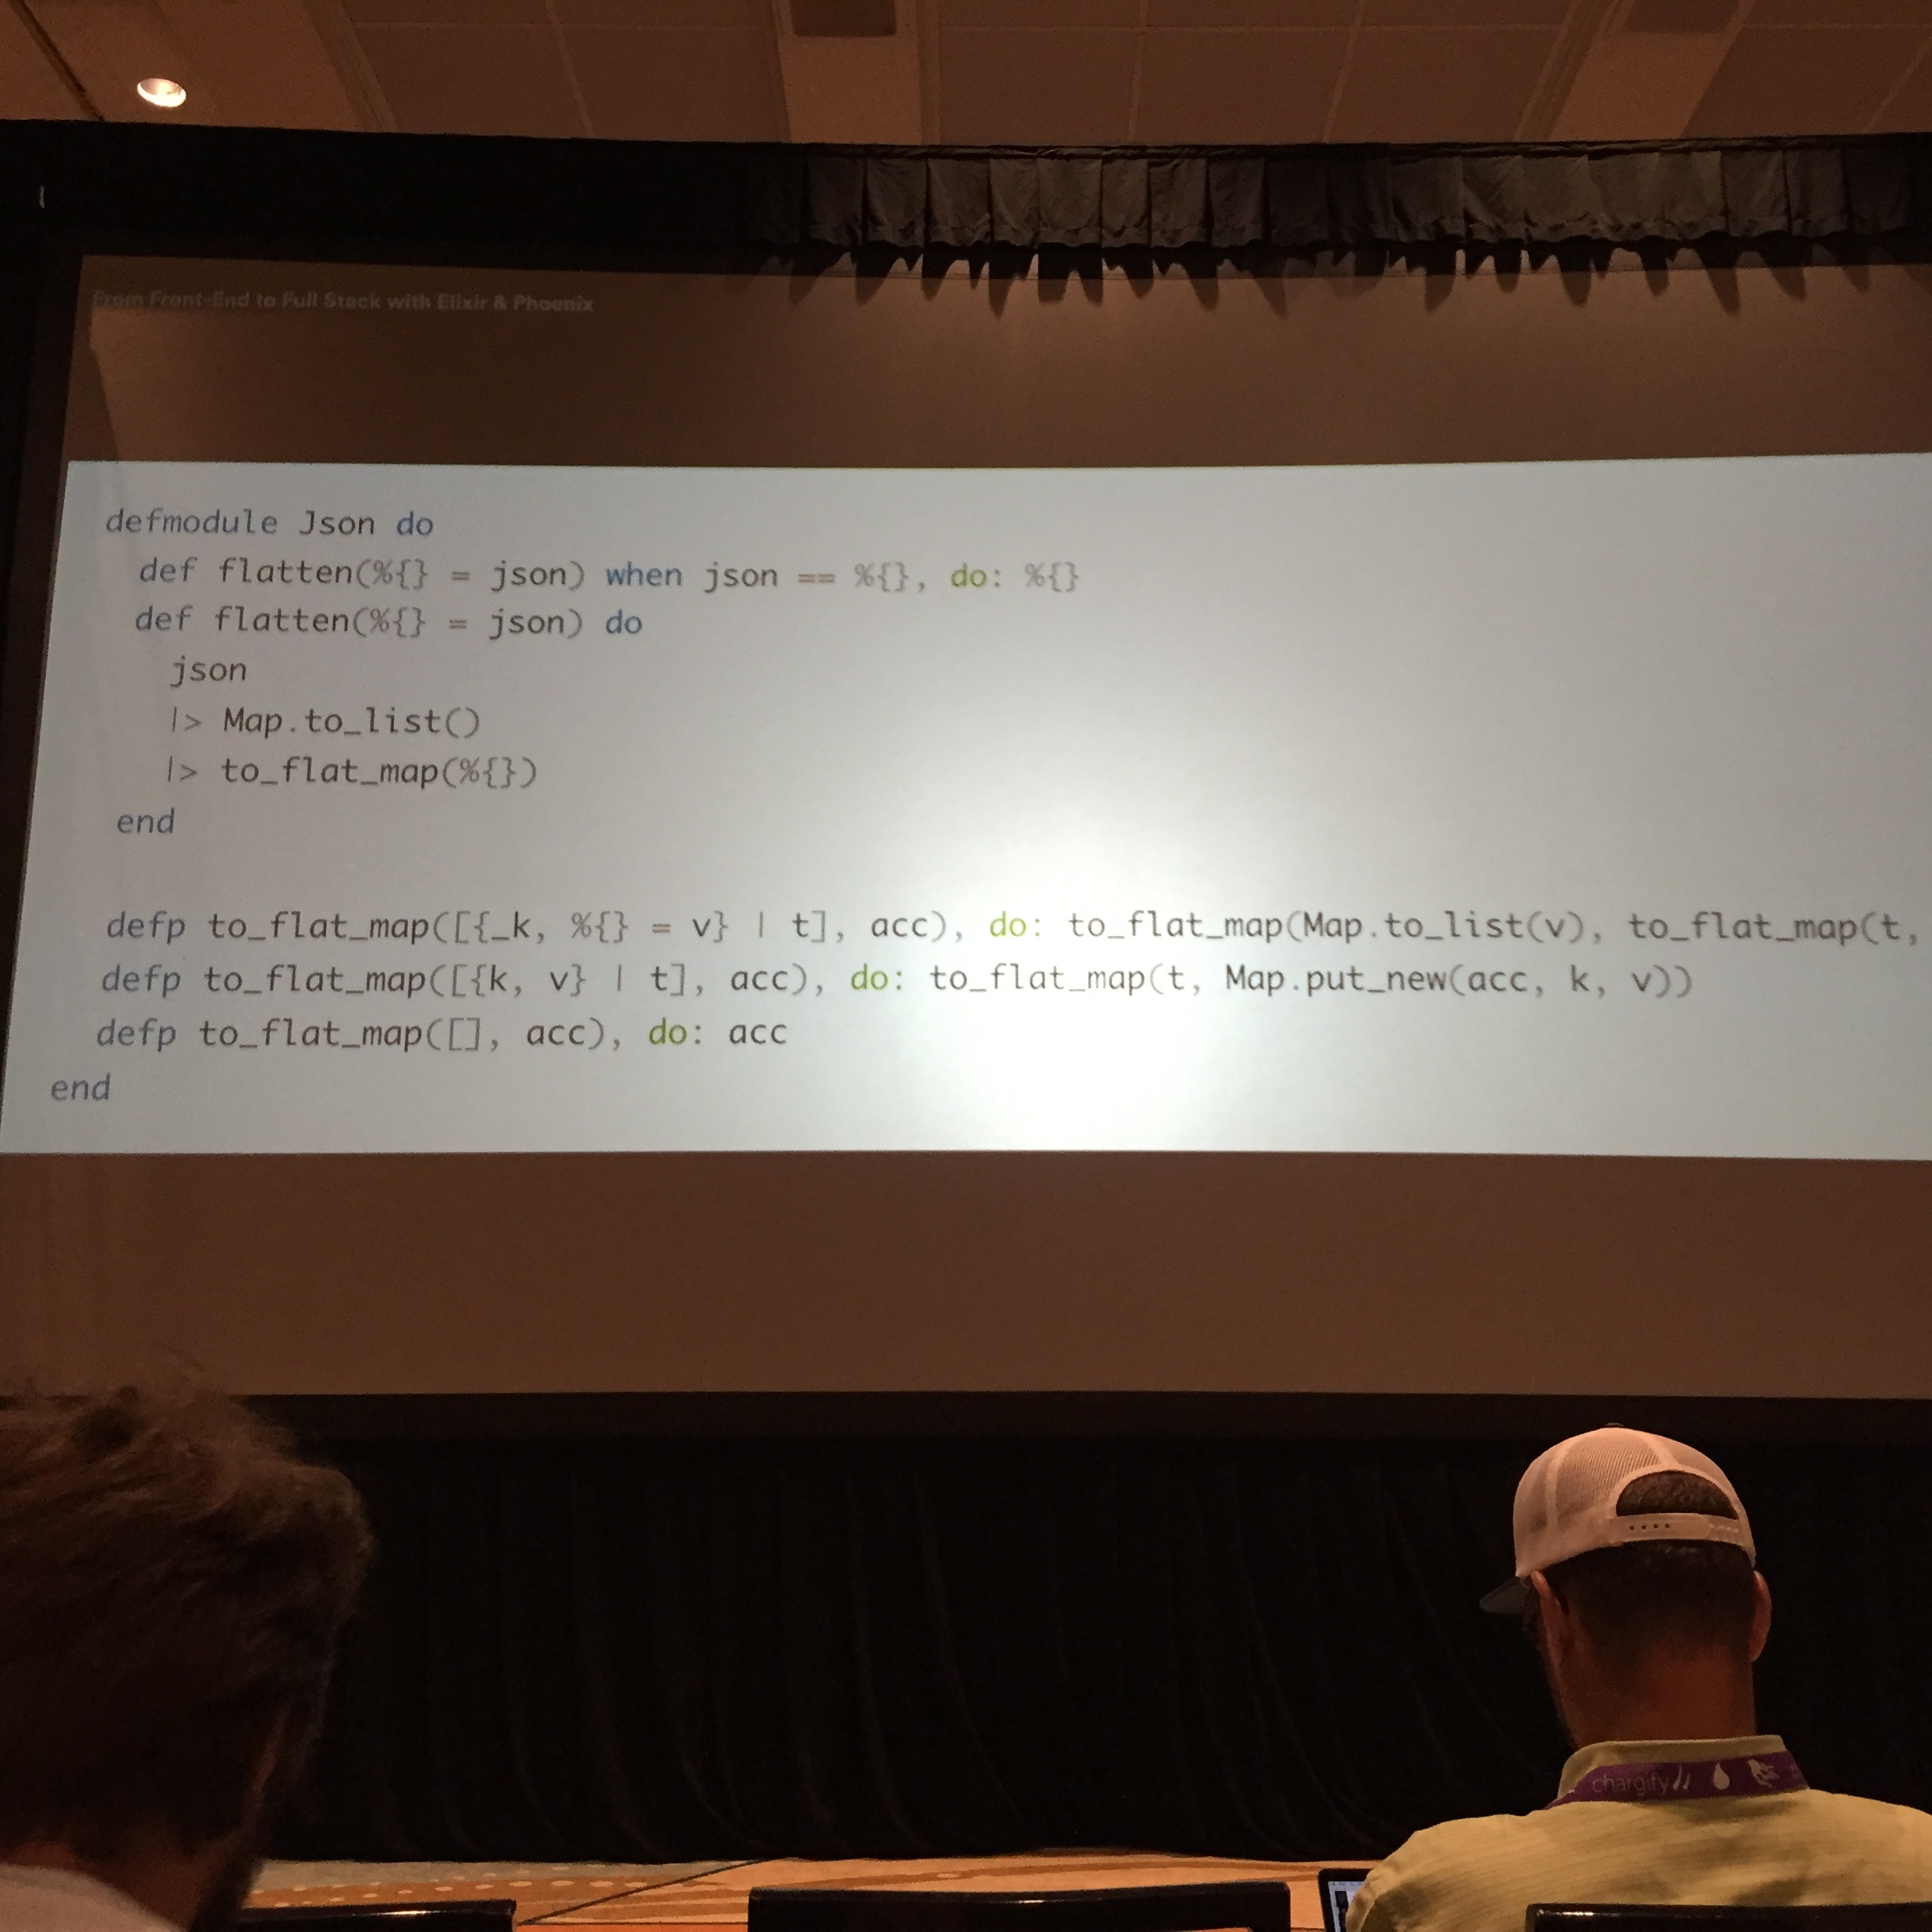 From Front-End to Full Stack with Elixir & Phoenix
defmodule Json do
def flatten(%{} = json) when json == %{}, do: %{}
def flatten(%{} = json) do
json
|> Map.to_list()
|> to_flat_map(%{})
end
defp to_flat_map([{_k, %{} = v} | t], acc), do: to_flat_map(Map.to_list(v), to_flat_map(t,
defp to_flat_map([{k, v} | t], acc), do: to_flat_map(t, Map.put_new(acc, k, v))
defp to_flat_map([], acc), do: acc
end
chargify